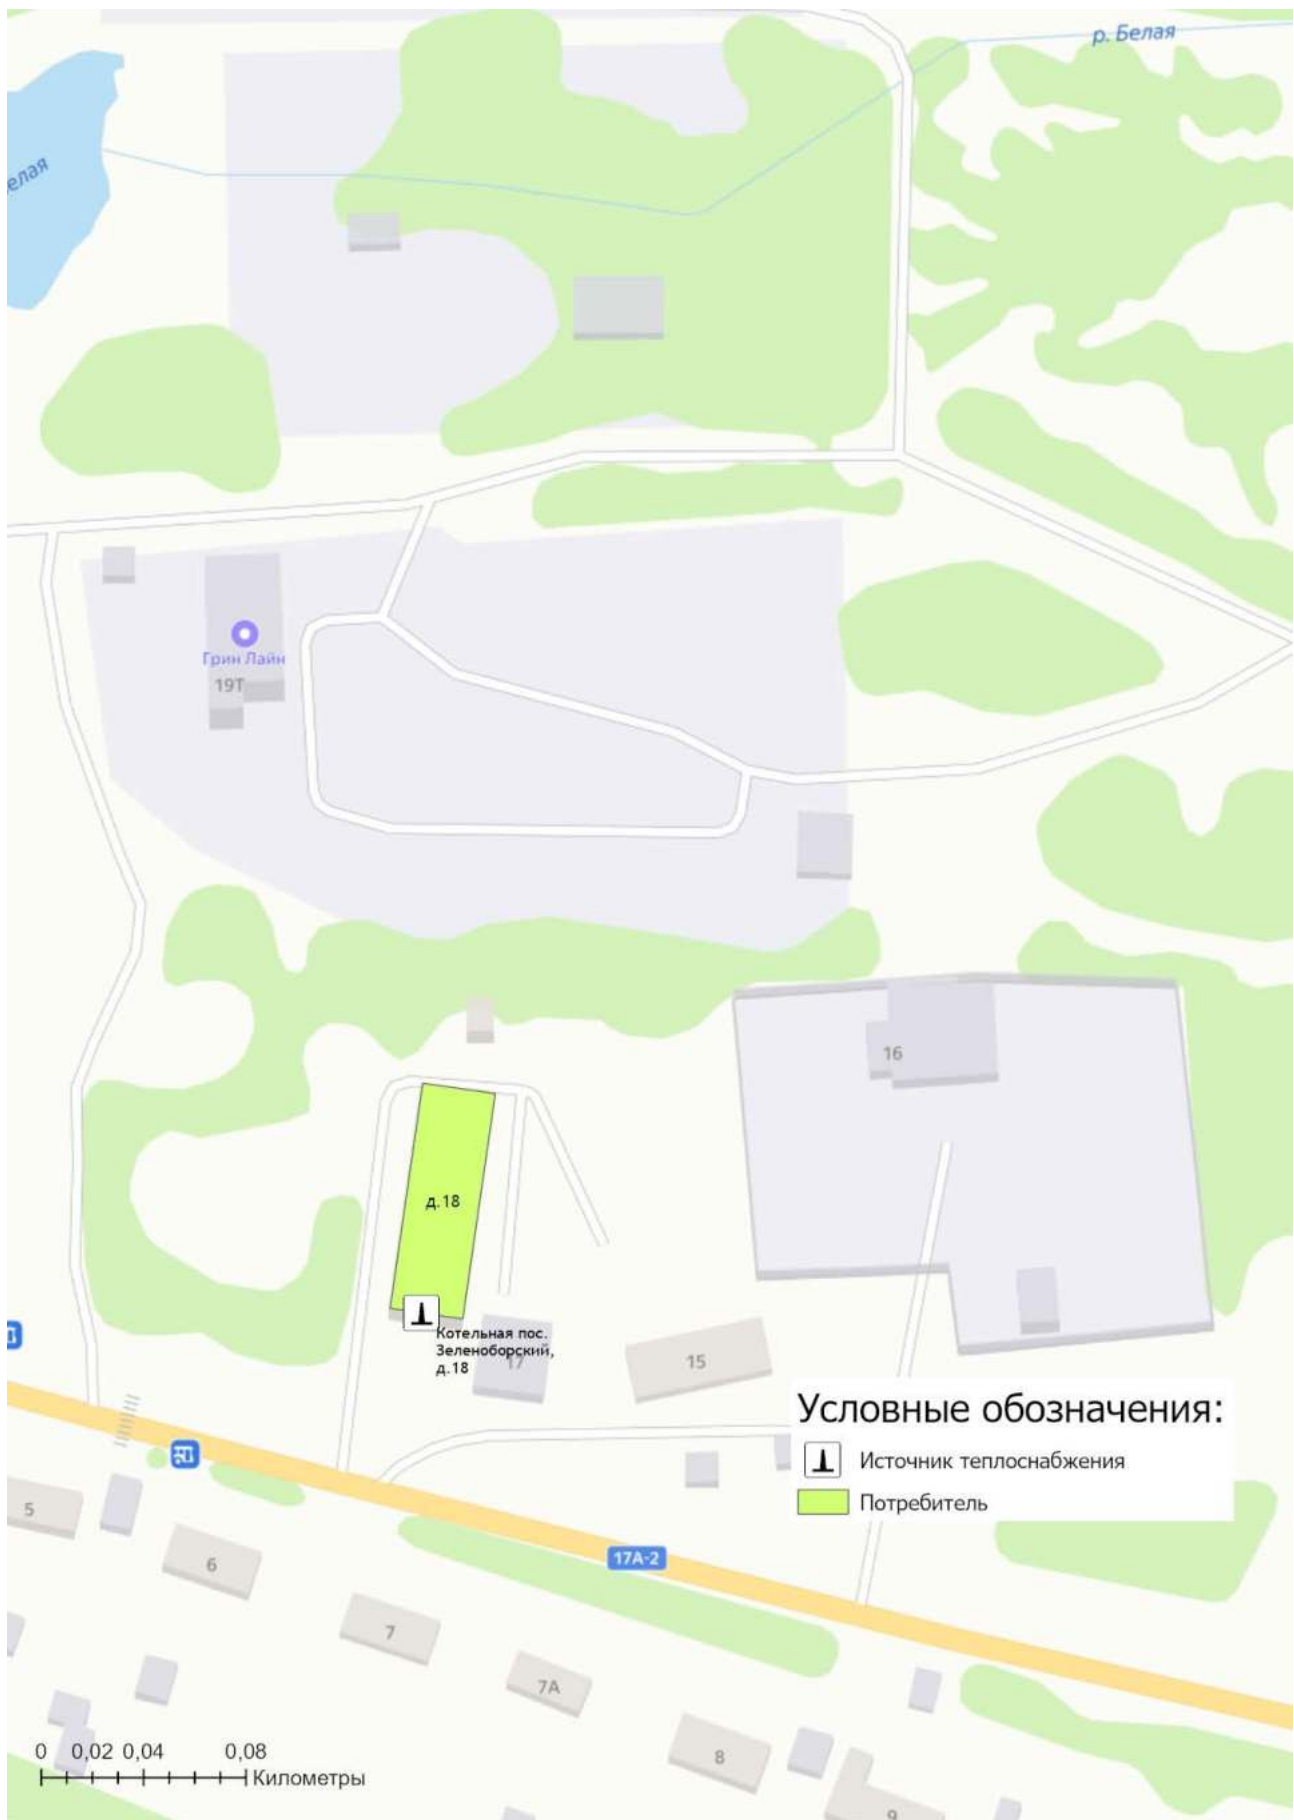 р. Белая
елая
Грин Лайн
19Т
16
д.18
Котельная пос.
Зеленоборский,
д.18
17
15
Условные обозначения:
Источник теплоснабжения
Потребитель
5
6
17А-2
7
7А
8
9
0 0,02 0,04 0,08
Километры